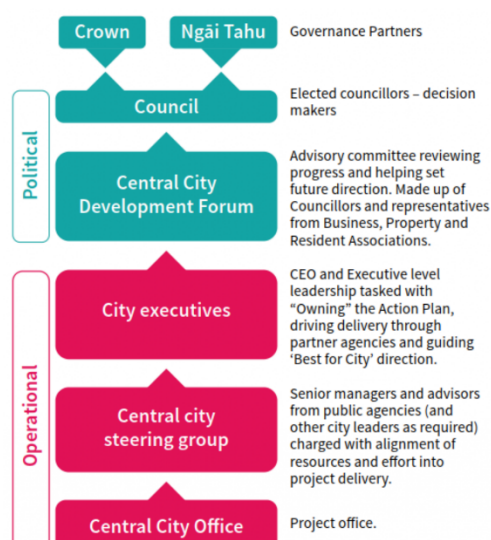 Crown
Ngāi Tahu
Governance Partners
Political
Council
Elected councillors – decision
makers
Central City
Development Forum
Advisory committee reviewing
progress and helping set
future direction. Made up of
Councillors and representatives
from Business, Property and
Resident Associations.
Operational
City executives
CEO and Executive level
leadership tasked with
“Owning” the Action Plan,
driving delivery through
partner agencies and guiding
‘Best for City’ direction.
Central city
steering group
Senior managers and advisors
from public agencies (and
other city leaders as required)
charged with alignment of
resources and effort into
project delivery.
Central City Office
Project office.